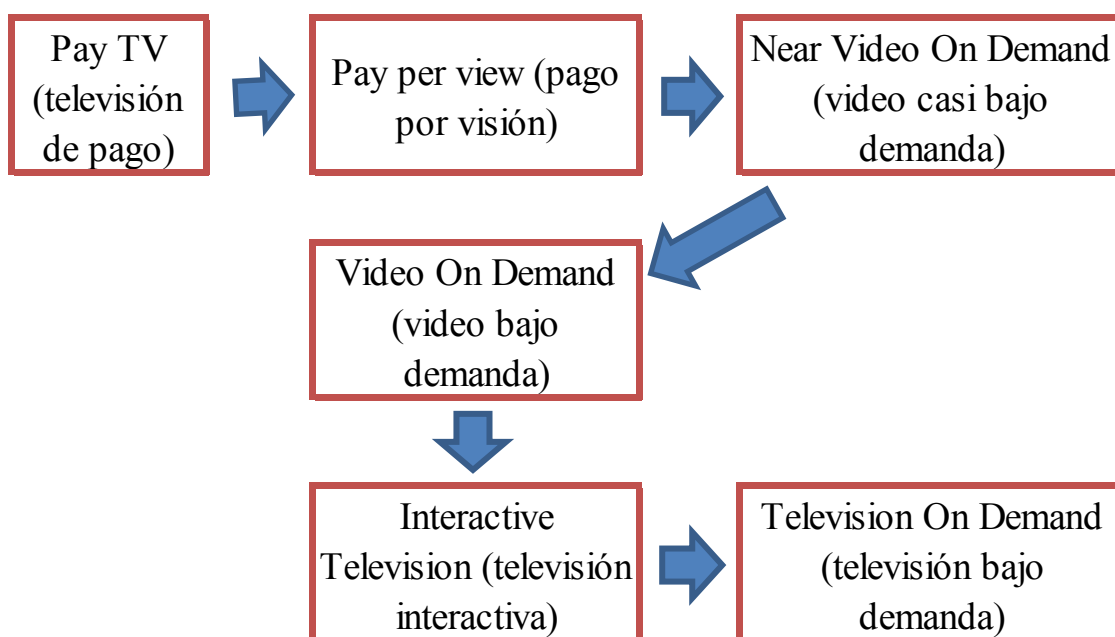 Pay TV
(televisión
de pago)
Pay per view (pago
por visión)
Near Video On Demand
(video casi bajo
demanda)
Video On Demand
(video bajo
demanda)
Interactive
Television (televisión
interactiva)
Television On Demand
(televisión bajo
demanda)